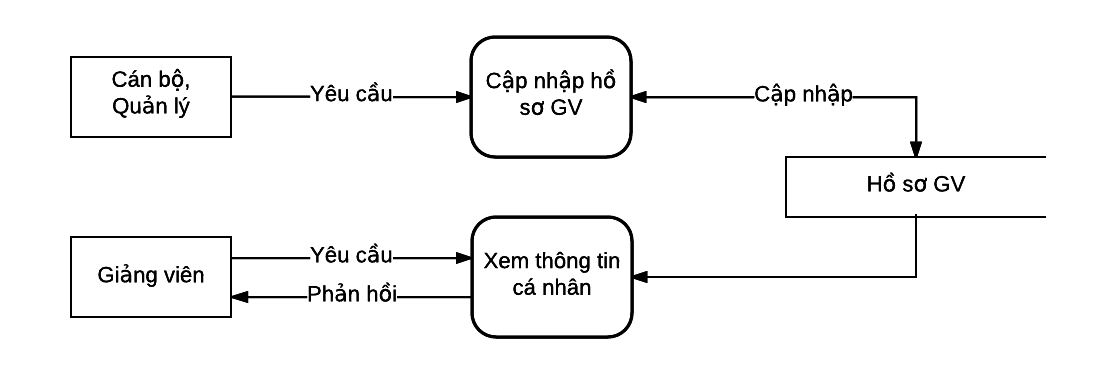 Cán bộ,
Quản lý
Yêu cầu
Cập nhập hồ
sơ GV
Cập nhập
Hồ sơ GV
Giảng viên
Yêu cầu
Phản hồi
Xem thông tin
cá nhân